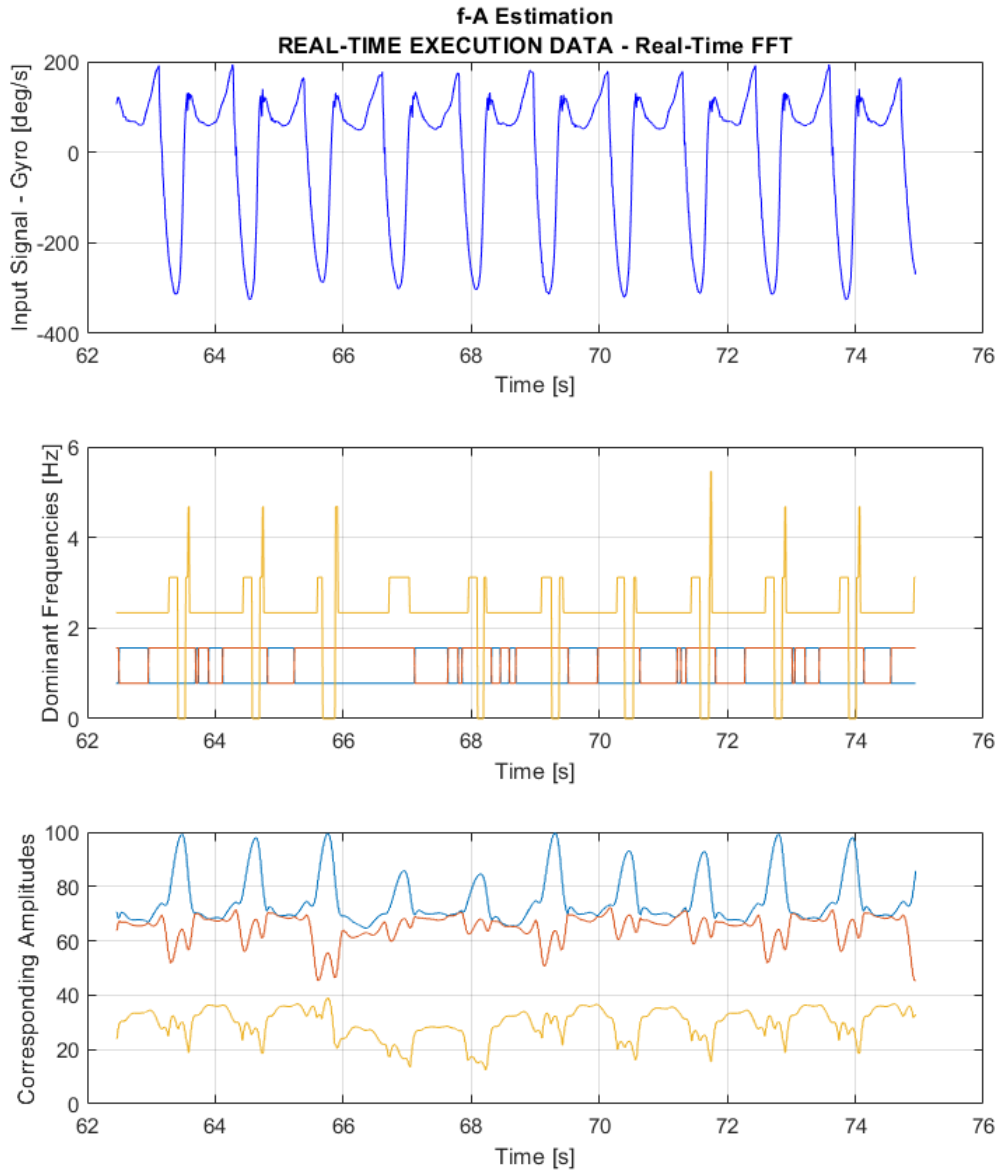 f-A Estimation
REAL-TIME EXECUTION DATA - Real-Time FFT
Input Signal - Gyro [deg/s]
200
0
-200
-400
62 64 66 68 70 72 74 76
Time [s]
Dominant Frequencies [Hz]
6
4
2
0
62 64 66 68 70 72 74 76
Time [s]
Corresponding Amplitudes
100
80
60
40
20
0
62 64 66 68 70 72 74 76
Time [s]